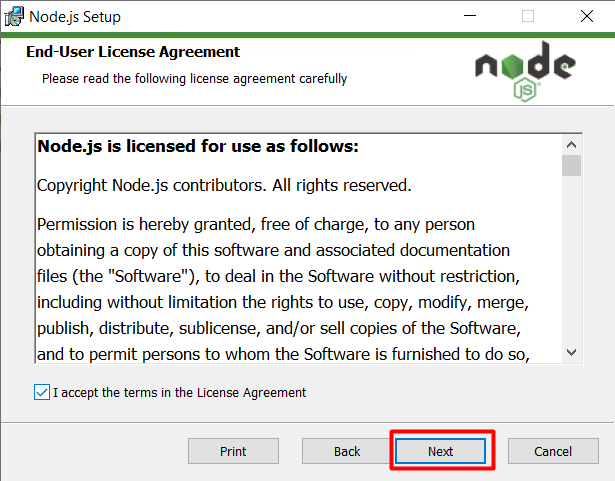 Node.js Setup
End-User License Agreement
Please read the following license agreement carefully
node
JS
Node.js is licensed for use as follows:
Copyright Node.js contributors. All rights reserved.
Permission is hereby granted, free of charge, to any person
obtaining a copy of this software and associated documentation
files (the "Software"), to deal in the Software without restriction,
including without limitation the rights to use, copy, modify, merge,
publish, distribute, sublicense, and/or sell copies of the Software,
and to permit persons to whom the Software is furnished to do so,
I accept the terms in the License Agreement
Print Back Next Cancel